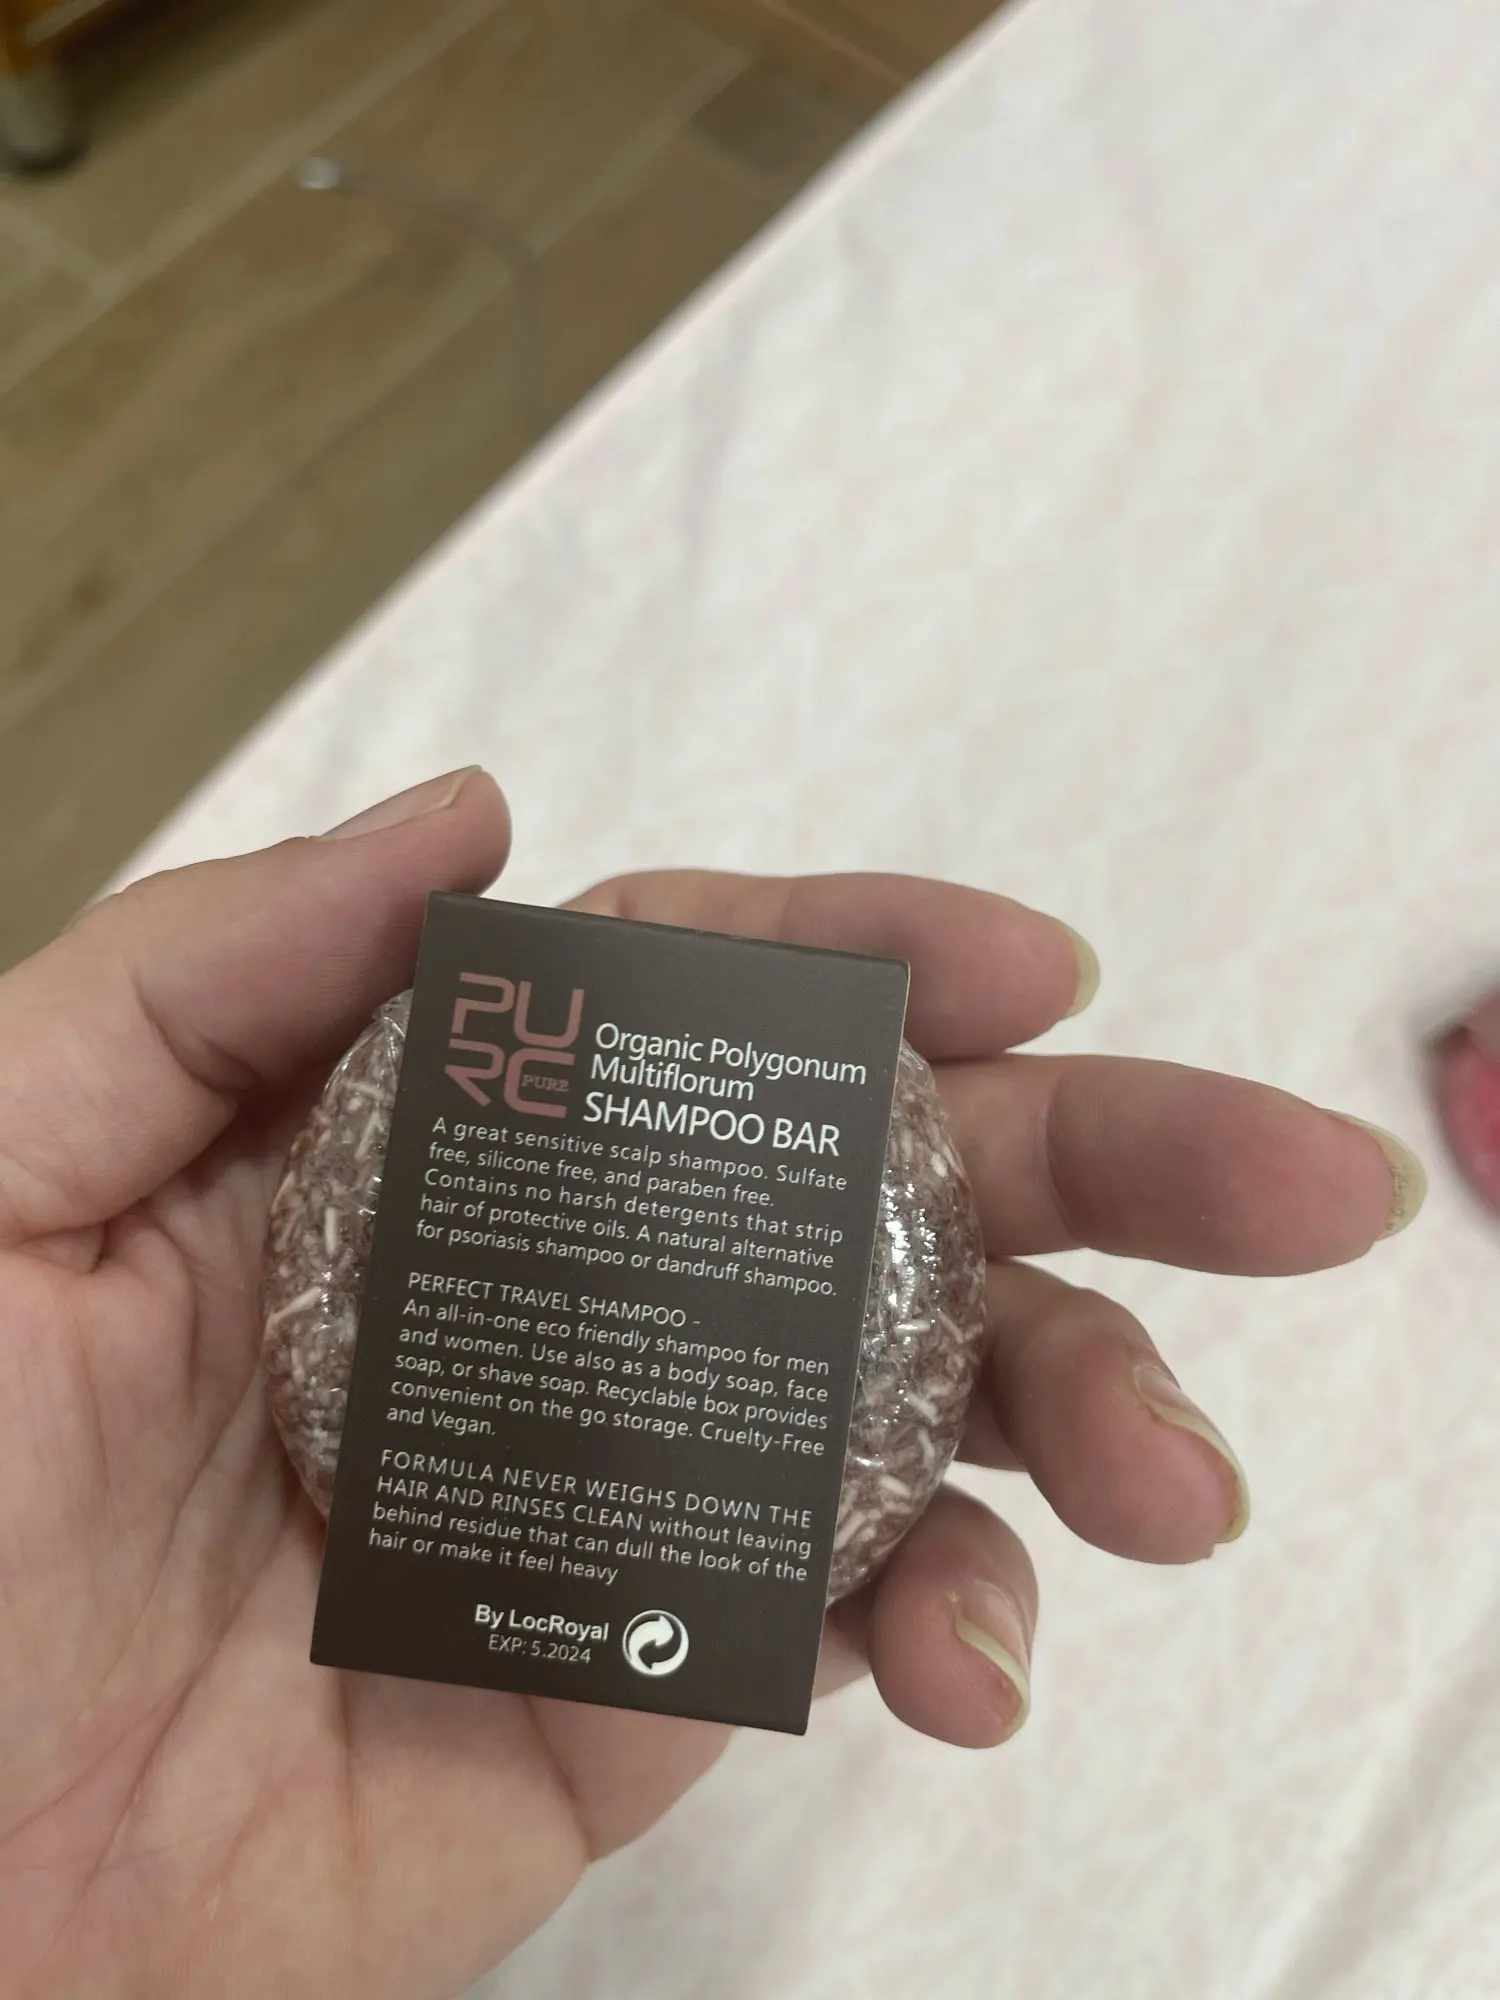 PU
RE PURE
Organic Polygonum
Multiflorum
SHAMPOO BAR
A great sensitive scalp shampoo. Sulfate
free, silicone free, and paraben free.
Contains no harsh detergents that strip
hair of protective oils. A natural alternative
for psoriasis shampoo or dandruff shampoo.
PERFECT TRAVEL SHAMPOO -
An all-in-one eco friendly shampoo for men
and women. Use also as a body soap, face
soap, or shave soap. Recyclable box provides
convenient on the go storage. Cruelty-Free
and Vegan.
FORMULA NEVER WEIGHS DOWN THE
HAIR AND RINSES CLEAN without leaving
behind residue that can dull the look of the
hair or make it feel heavy
By LocRoyal
EXP: 5.2024